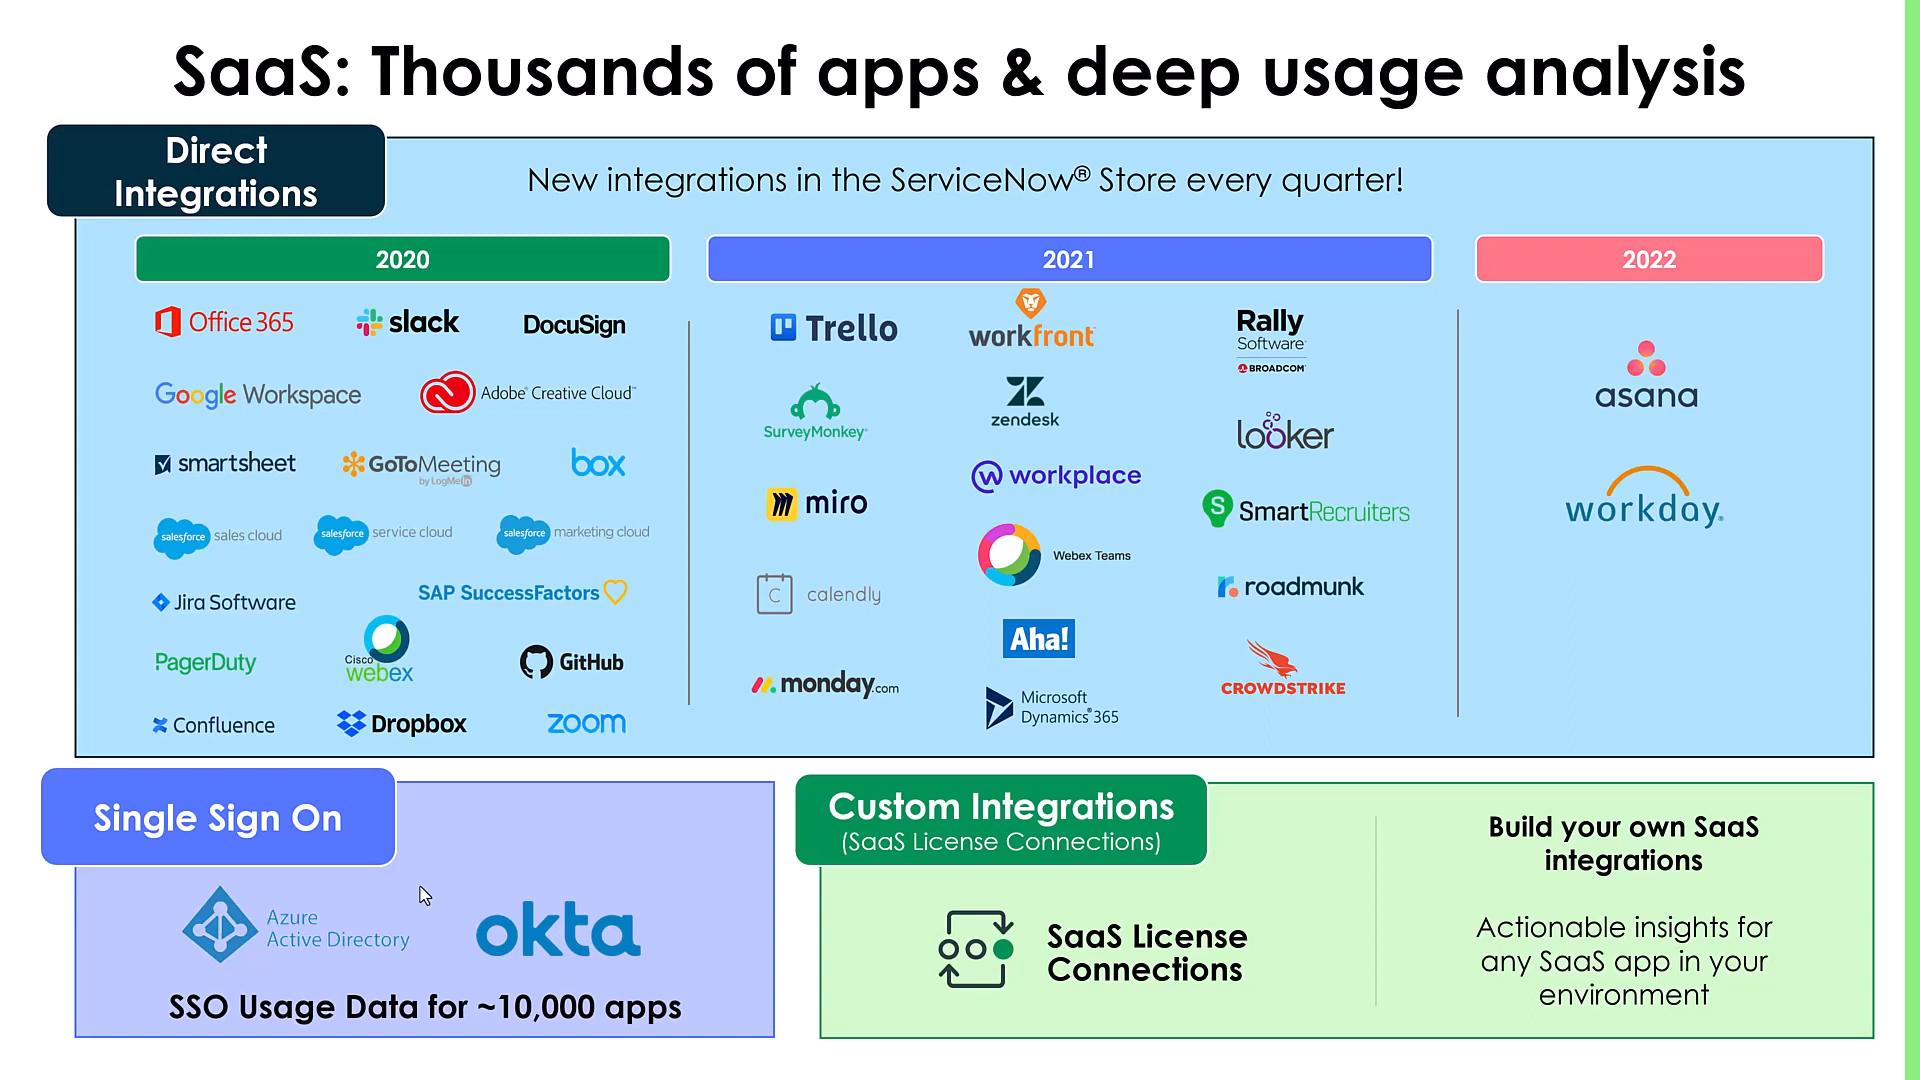 SaaS: Thousands of apps & deep usage analysis
Direct
Integrations
New integrations in the ServiceNow® Store every quarter!
2020
2021
2022
Office 365
slack
DocuSign
Google Workspace
Adobe® Creative Cloud™
smartsheet
GoToMeeting
by LogMeIn
box
salesforce sales cloud
salesforce service cloud
salesforce marketing cloud
Jira Software
SAP SuccessFactors
PagerDuty
Cisco
webex
GitHub
Confluence
Dropbox
zoom
Trello
SurveyMonkey®
miro
C calendly
monday.com
workfront
zendesk
workplace
Webex Teams
Aha!
Microsoft
Dynamics® 365
Rally
Software
BROADCOM®
looker
S SmartRecruiters
roadmunk
CROWDSTRIKE
asana
workday®
Single Sign On
Azure
Active Directory
okta
SSO Usage Data for ~10,000 apps
Custom Integrations
(SaaS License Connections)
SaaS License
Connections
Build your own SaaS
integrations
Actionable insights for
any SaaS app in your
environment